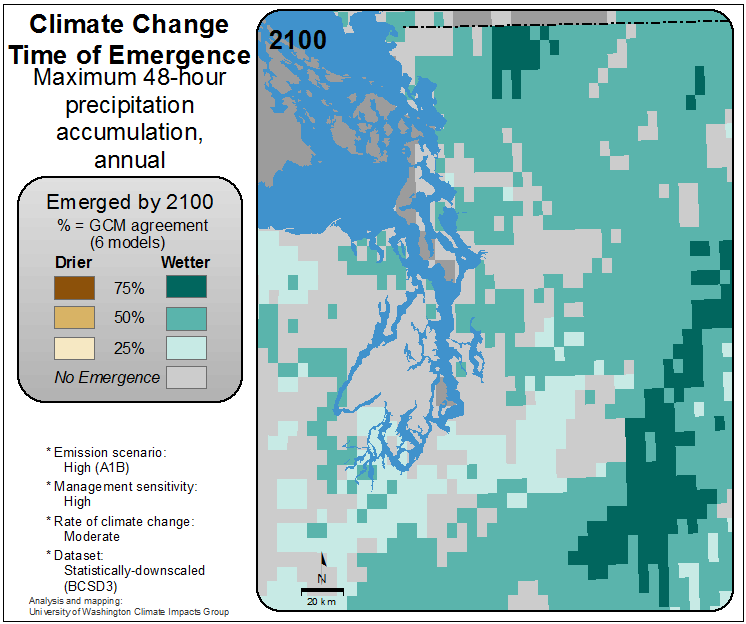 Climate Change
Time of Emergence
Maximum 48-hour
precipitation
accumulation,
annual
Emerged by 2100
% = GCM agreement
(6 models)
Drier Wetter
75%
50%
25%
No Emergence
* Emission scenario:
High (A1B)
* Management sensitivity:
High
* Rate of climate change:
Moderate
* Dataset:
Statistically-downscaled
(BCSD3)
Analysis and mapping:
University of Washington Climate Impacts Group
2100
N
20 km